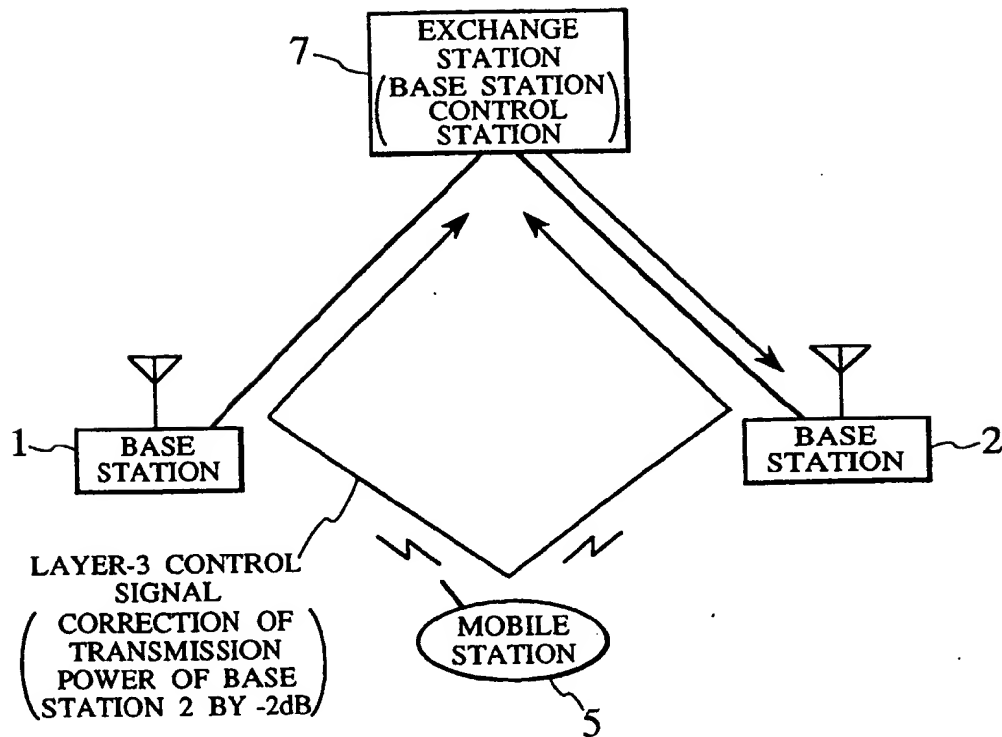 7
EXCHANGE
STATION
(BASE STATION
CONTROL
STATION)
1
BASE
STATION
BASE
STATION
2
LAYER-3 CONTROL
SIGNAL
(CORRECTION OF
TRANSMISSION
POWER OF BASE
STATION 2 BY -2dB)
MOBILE
STATION
5